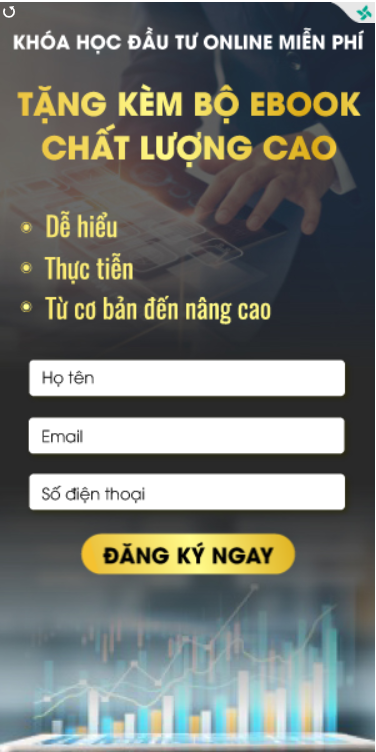 KHÓA HỌC ĐẦU TƯ ONLINE MIỄN PHÍ
TẶNG KÈM BỘ EBOOK
CHẤT LƯỢNG CAO
Dễ hiểu
Thực tiễn
Từ cơ bản đến nâng cao
Họ tên
Email
Số điện thoại
ĐĂNG KÝ NGAY